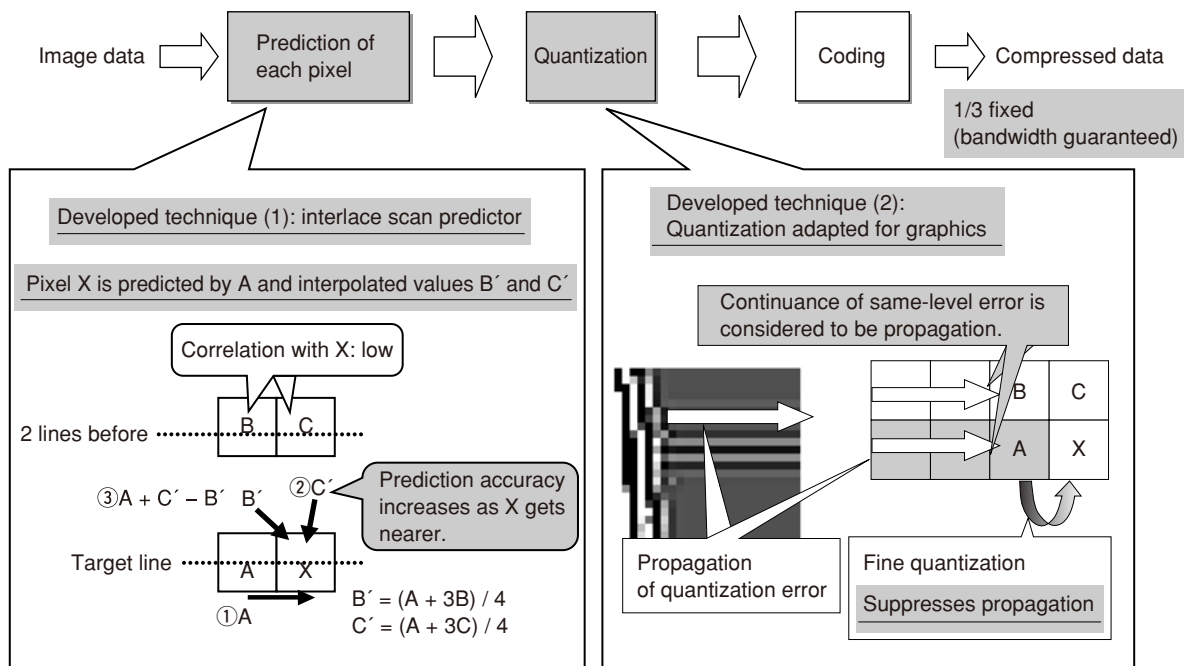 Image data
Prediction of
each pixel
Quantization
Coding
Compressed data
1/3 fixed
(bandwidth guaranteed)
Developed technique (1): interlace scan predictor
Pixel X is predicted by A and interpolated values B´ and C´
Correlation with X: low
B C
2 lines before
③A + C´ – B´ B´ ②C´
Prediction accuracy
increases as X gets
nearer.
Target line
A X
①A
B´ = (A + 3B) / 4
C´ = (A + 3C) / 4
Developed technique (2):
Quantization adapted for graphics
Continuance of same-level error is
considered to be propagation.
B C
A X
Propagation
of quantization error
Fine quantization
Suppresses propagation